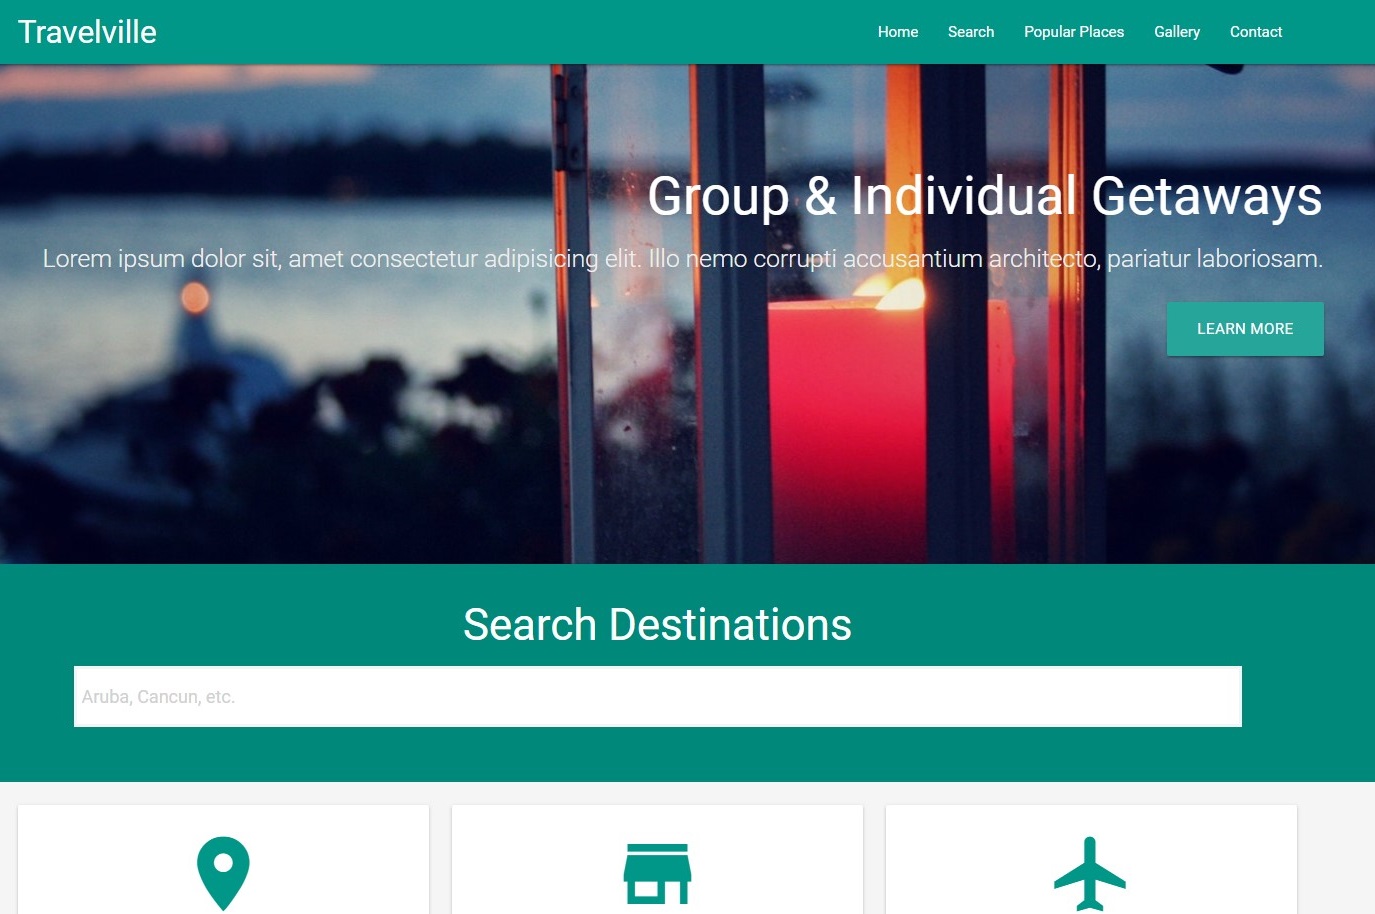 Travelville
Home Search Popular Places Gallery Contact
Group & Individual Getaways
Lorem ipsum dolor sit, amet consectetur adipisicing elit. Illo nemo corrupti accusantium architecto, pariatur laboriosam.
LEARN MORE
Search Destinations
Aruba, Cancun, etc.